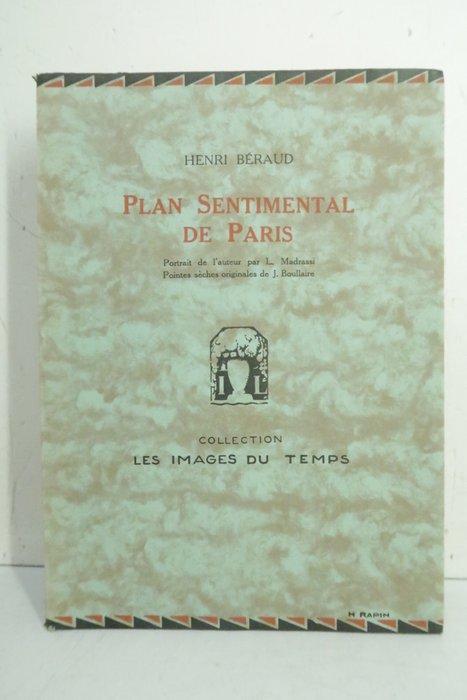 HENRI BÉRAUD
PLAN SENTIMENTAL
DE PARIS
Portrait de l'auteur par L. Madrassi
Pointes sèches originales de J. Boullaire
I L
COLLECTION
LES IMAGES DU TEMPS
H RAPIN